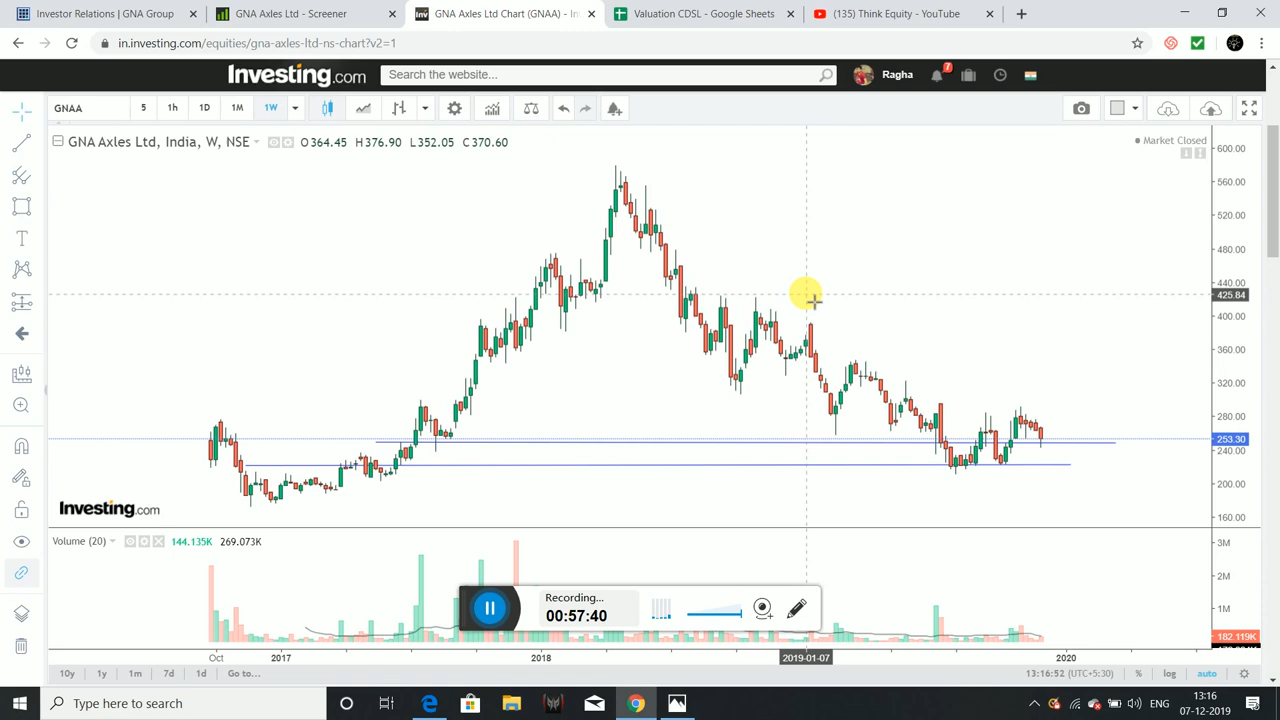 Investor Relations | GNA Group
GNA Axles Ltd - Screener
GNA Axles Ltd Chart (GNAA) - In
Valuation CDSL - Google Sheets
(135) Think Equity - YouTube
in.investing.com/equities/gna-axles-ltd-ns-chart?v2=1
Investing.com
Search the website...
Ragha
7
GNAA
5
1h
1D
1M
1W
GNA Axles Ltd, India, W, NSE
O364.45 H376.90 L352.05 C370.60
Market Closed
600.00
560.00
520.00
480.00
440.00
425.84
400.00
360.00
320.00
280.00
253.30
240.00
200.00
160.00
Investing.com
Volume (20)
144.135K 269.073K
3M
2M
1M
182.119K
Recording...
00:57:40
Oct
2017
2018
2019-01-07
2020
10y
1y
1m
7d
1d
Go to...
13:16:52 (UTC+5:30)
%
log
auto
Type here to search
ENG
13:16
07-12-2019